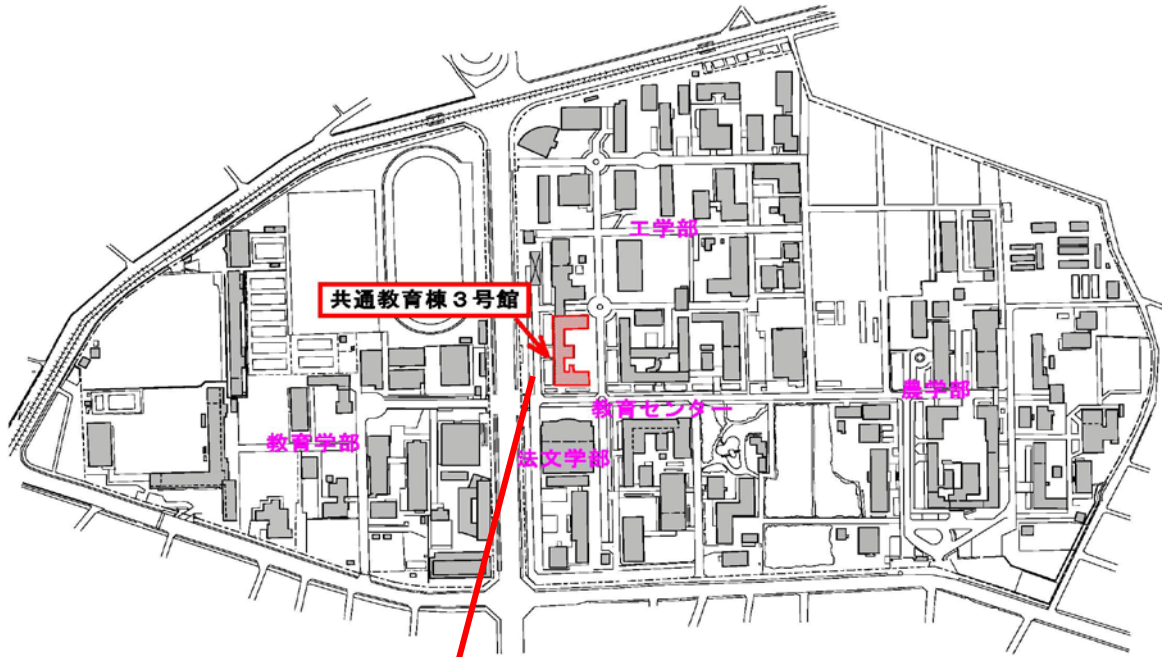 工学部
共通教育棟３号館
農学部
教育センター
教育学部
法文学部